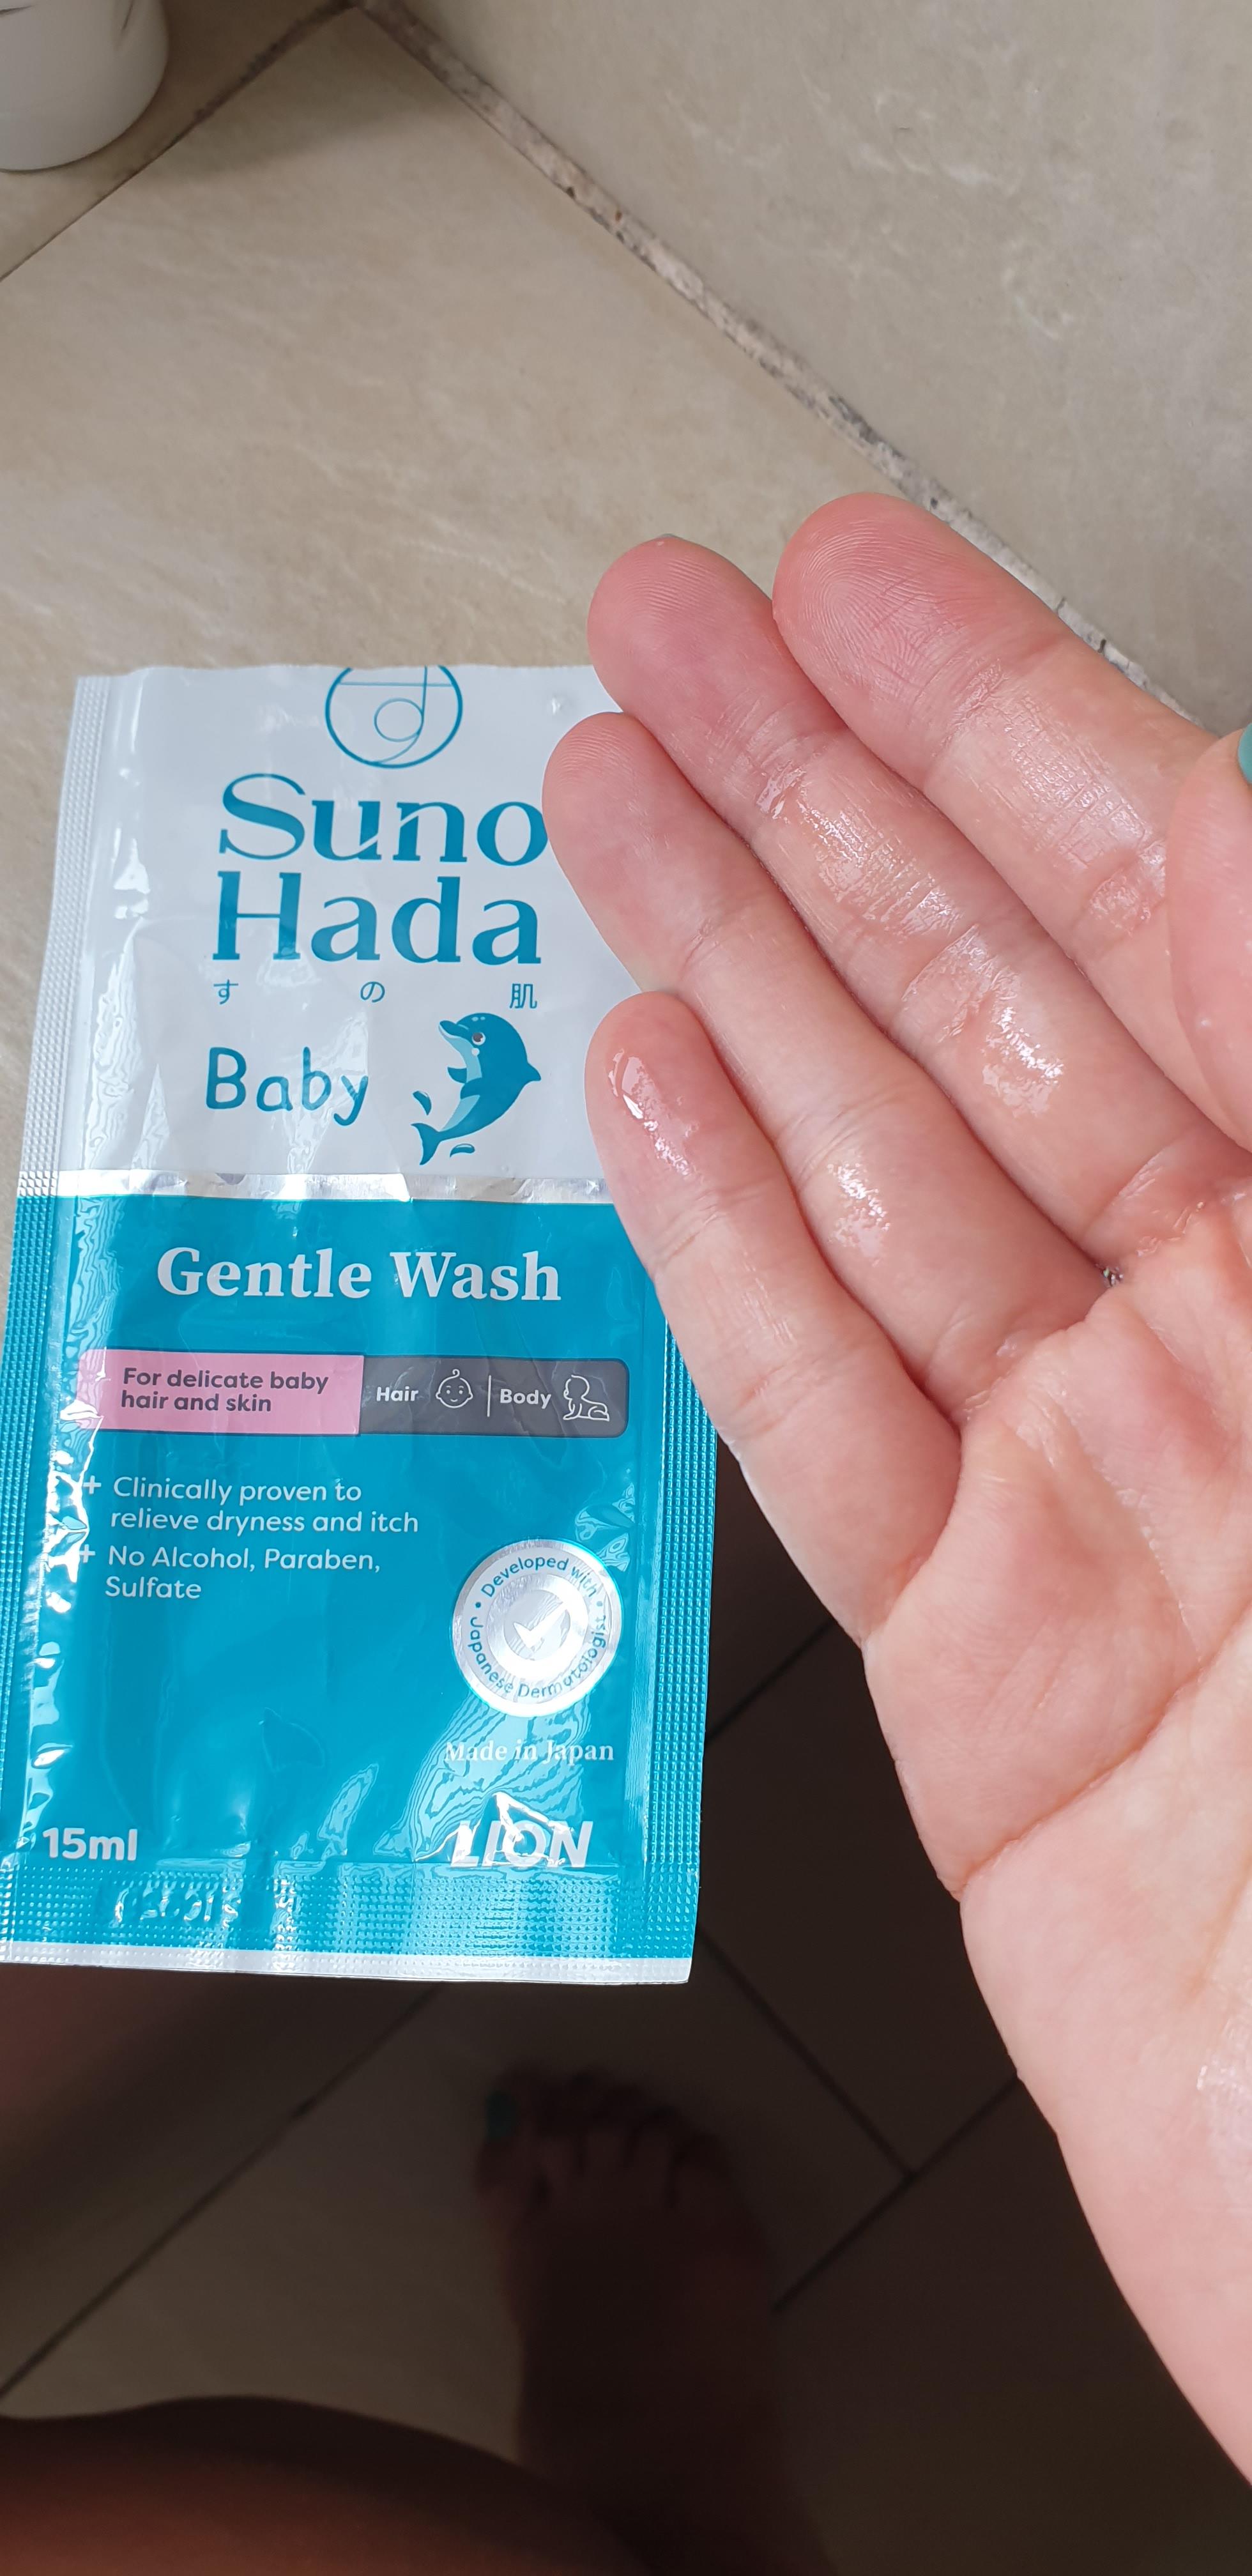 Suno
Hada
すの肌
Baby
Gentle Wash
For delicate baby
hair and skin
Hair
Body
+ Clinically proven to
relieve dryness and itch
+ No Alcohol, Paraben,
Sulfate
• Developed with •
Japanese Dermatologist
Made in Japan
15ml
LION